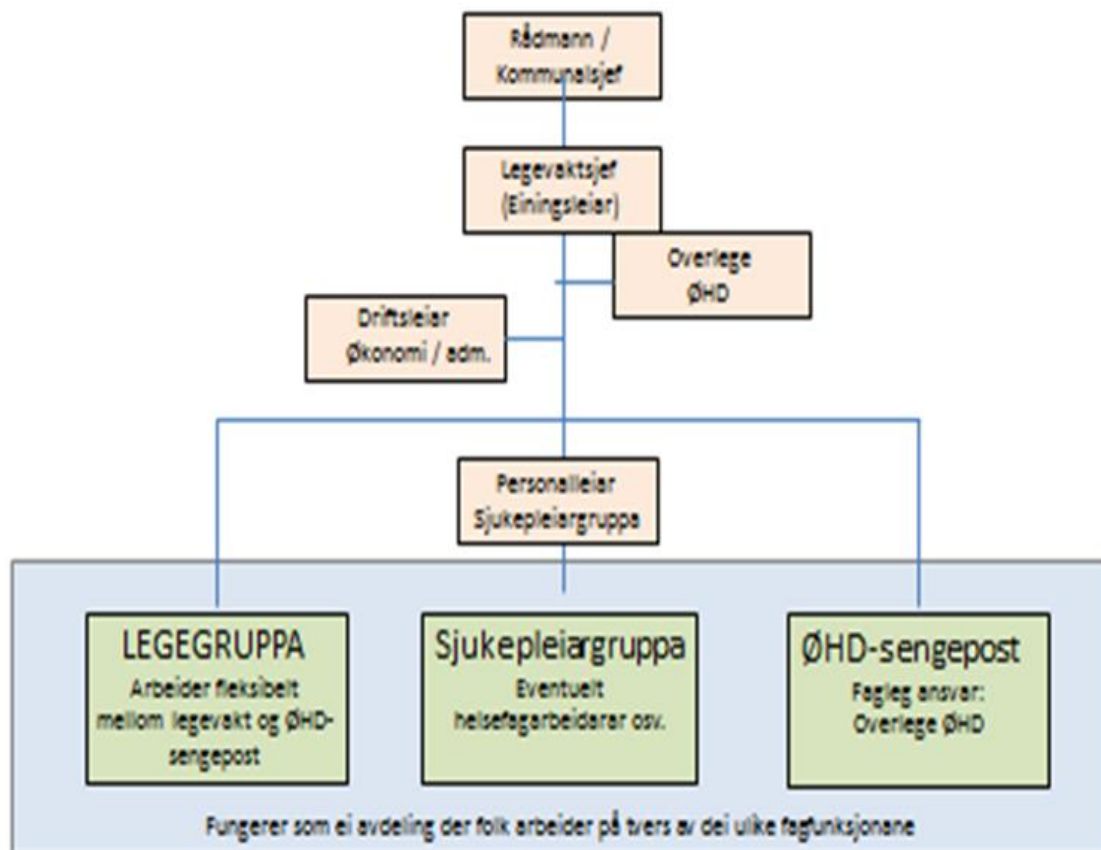 Rådmann /
Kommunalsjef
Legevaktsjef
(Einingsleiar)
Overlege
ØHD
Driftsleiar
Økonomi / adm.
Personalleiar
Sjukepleiargruppa
LEGEGRUPPA
Arbeider fleksibelt
mellom legevakt og ØHD-
sengepost
Sjukepleiargruppa
Eventuelt
helsefagarbeidarar osv.
ØHD-sengepost
Fagleg ansvar:
Overlege ØHD
Fungerer som ei avdeling der folk arbeider på tvers av dei ulike fagfunksjonane